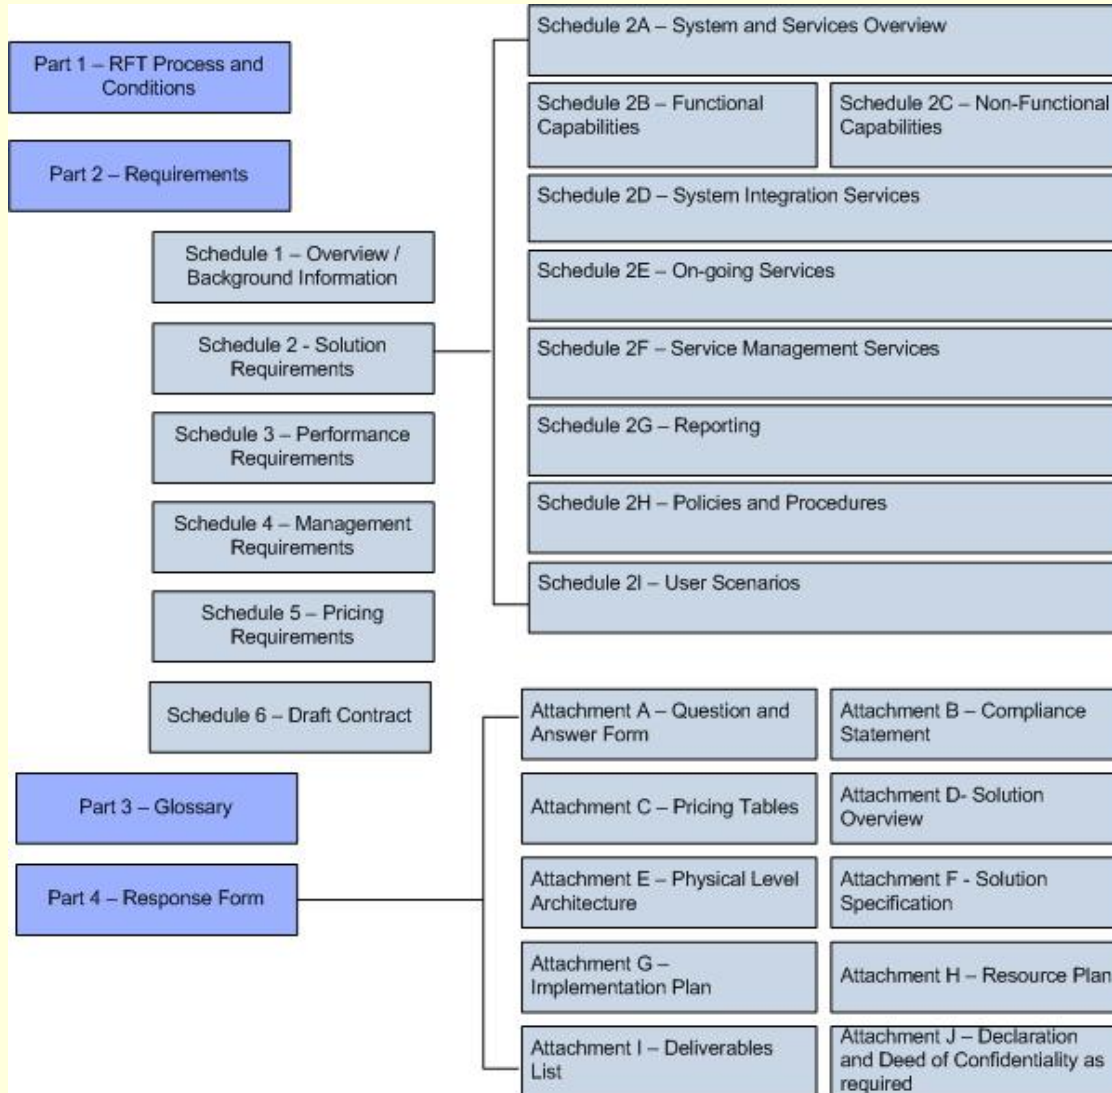 Part 1 – RFT Process and
Conditions
Part 2 – Requirements
Schedule 1 – Overview /
Background Information
Schedule 2 - Solution
Requirements
Schedule 3 – Performance
Requirements
Schedule 4 – Management
Requirements
Schedule 5 – Pricing
Requirements
Schedule 6 – Draft Contract
Part 3 – Glossary
Part 4 – Response Form
Schedule 2A – System and Services Overview
Schedule 2B – Functional
Capabilities
Schedule 2C – Non-Functional
Capabilities
Schedule 2D – System Integration Services
Schedule 2E – On-going Services
Schedule 2F – Service Management Services
Schedule 2G – Reporting
Schedule 2H – Policies and Procedures
Schedule 2I – User Scenarios
Attachment A – Question and
Answer Form
Attachment B – Compliance
Statement
Attachment C – Pricing Tables
Attachment D- Solution
Overview
Attachment E – Physical Level
Architecture
Attachment F - Solution
Specification
Attachment G –
Implementation Plan
Attachment H – Resource Plan
Attachment I – Deliverables
List
Attachment J – Declaration
and Deed of Confidentiality as
required